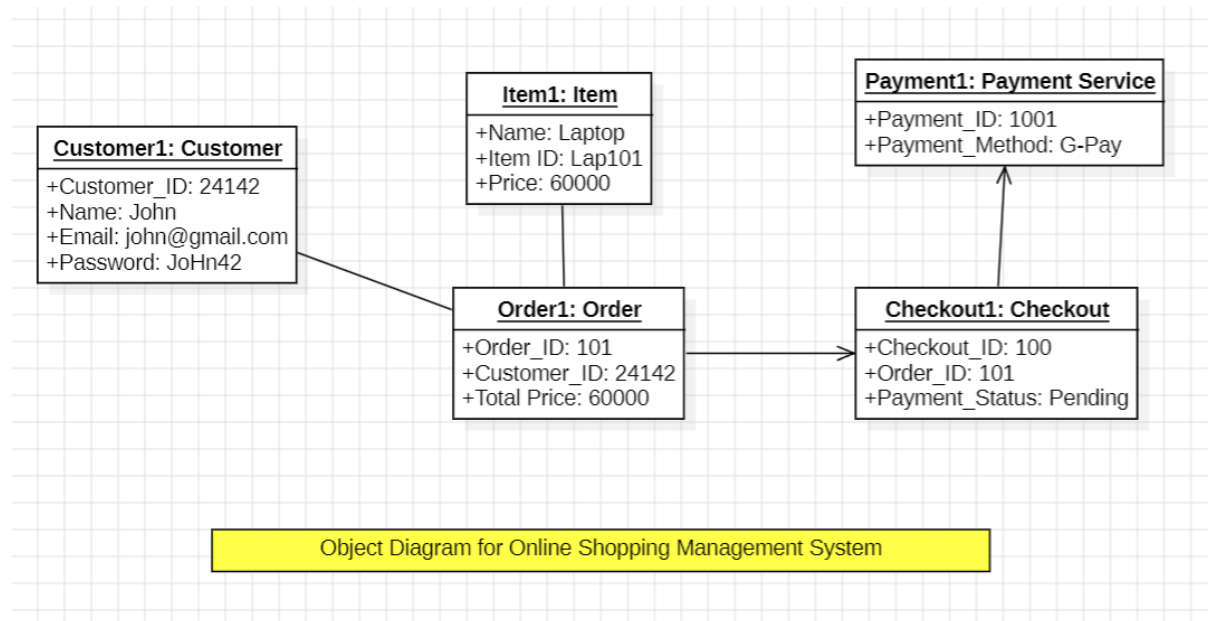 Customer1: Customer
+Customer_ID: 24142
+Name: John
+Email: john@gmail.com
+Password: JoHn42
Item1: Item
+Name: Laptop
+Item ID: Lap101
+Price: 60000
Payment1: Payment Service
+Payment_ID: 1001
+Payment_Method: G-Pay
Order1: Order
+Order_ID: 101
+Customer_ID: 24142
+Total Price: 60000
Checkout1: Checkout
+Checkout_ID: 100
+Order_ID: 101
+Payment_Status: Pending
Object Diagram for Online Shopping Management System